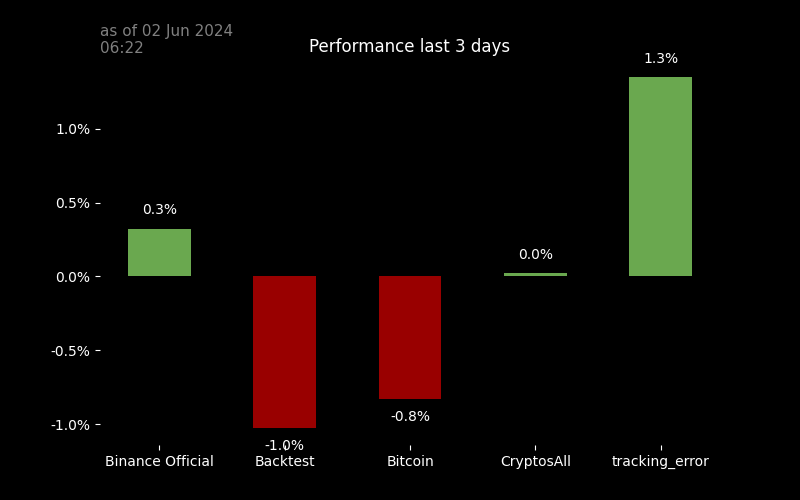 as of 02 Jun 2024
06:22
Performance last 3 days
1.3%
1.0%
0.5%
0.3%
0.0%
0.0%
-0.5%
-0.8%
-1.0%
-1.0%
Binance Official
Backtest
Bitcoin
CryptosAll
tracking_error